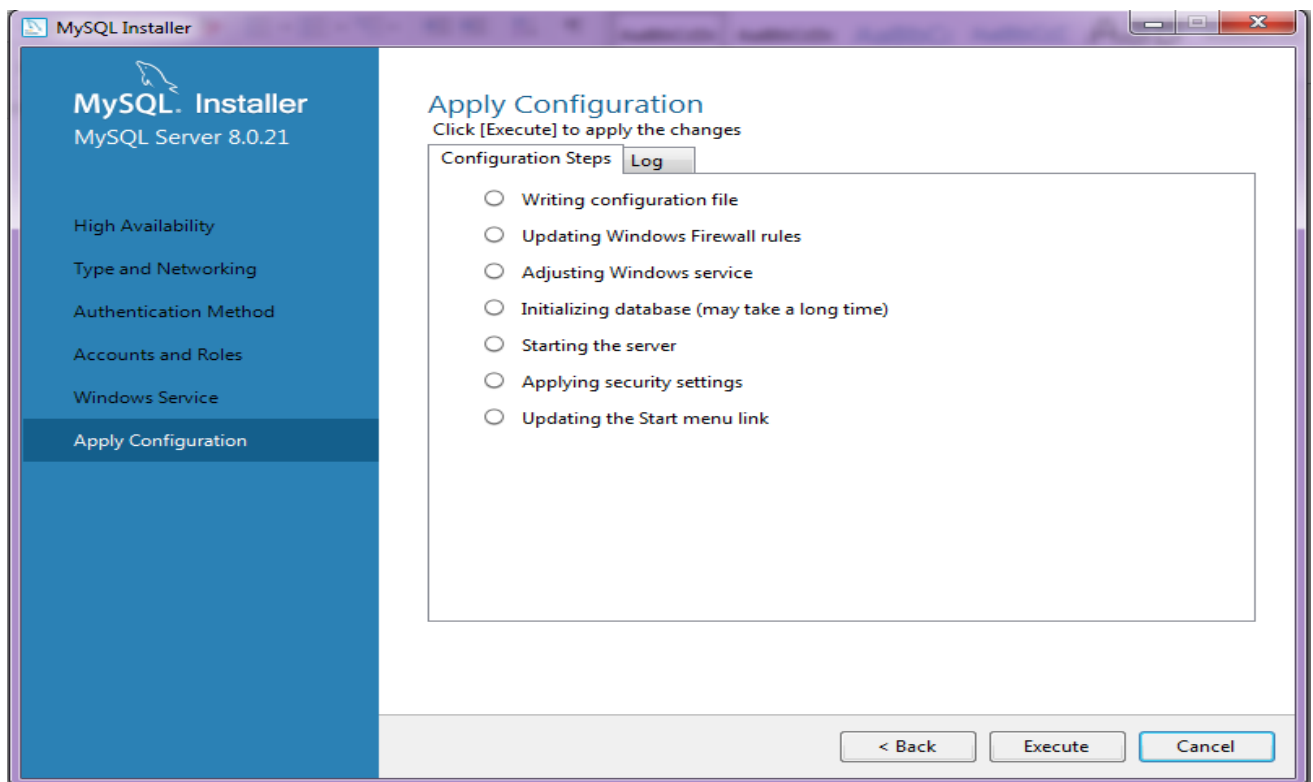 MySQL Installer
MySQL. Installer
MySQL Server 8.0.21
High Availability
Type and Networking
Authentication Method
Accounts and Roles
Windows Service
Apply Configuration
Apply Configuration
Click [Execute] to apply the changes
Configuration Steps
Log
Writing configuration file
Updating Windows Firewall rules
Adjusting Windows service
Initializing database (may take a long time)
Starting the server
Applying security settings
Updating the Start menu link
< Back
Execute
Cancel